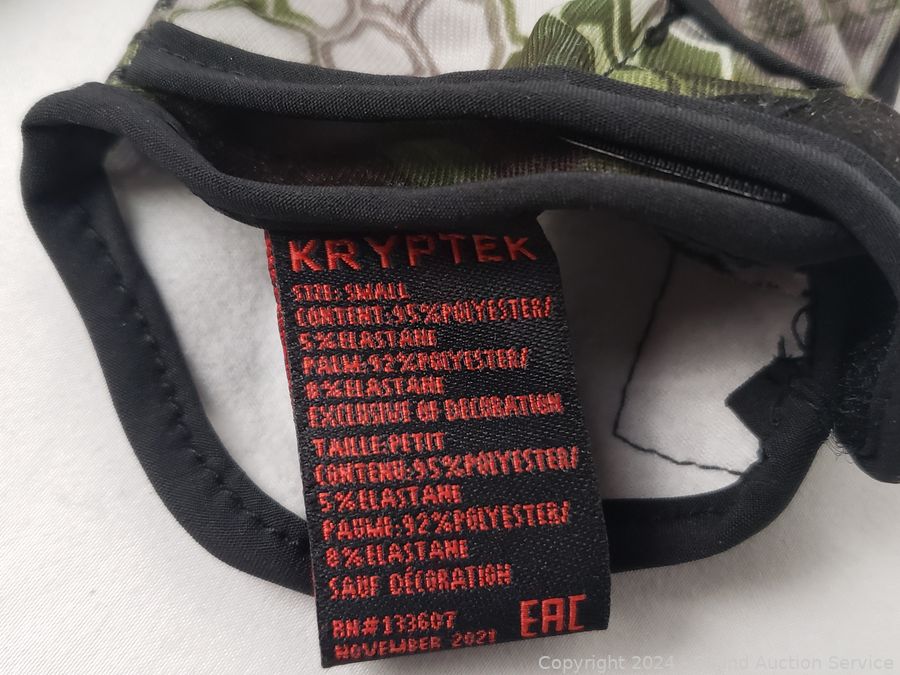 KRYPTEK
SIZE: SMALL
CONTENT:95%POLYESTER/
5%ELASTANE
PALM:92%POLYESTER/
8%ELASTANE
EXCLUSIVE OF DECORATION
TAILLE:PETIT
CONTENU:95%POLYESTER/
5%ELASTANE
PAUME:92%POLYESTER/
8%ELASTANE
SAUF DÉCORATION
RN#133607
NOVEMBER 2021
EAC
Copyright 2024 Auction Service